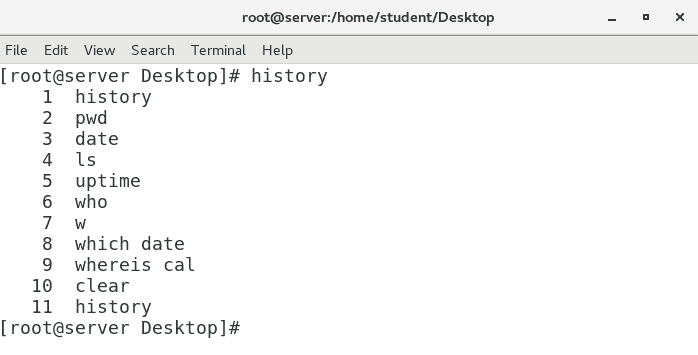 root@server:/home/student/Desktop
File Edit View Search Terminal Help
[root@server Desktop]# history
1 history
2 pwd
3 date
4 ls
5 uptime
6 who
7 w
8 which date
9 whereis cal
10 clear
11 history
[root@server Desktop]#